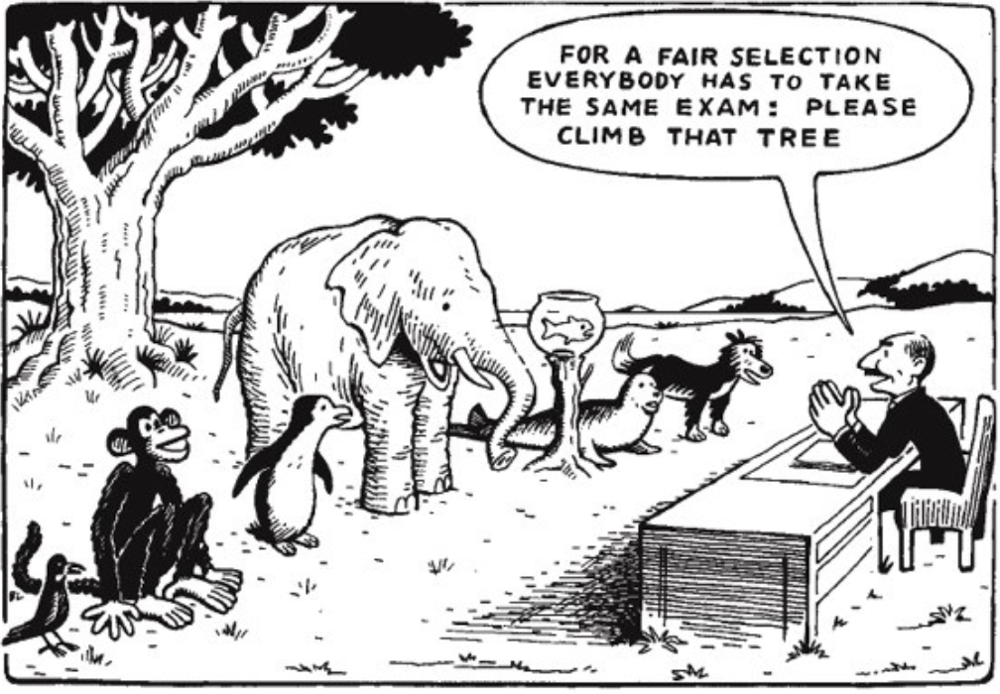 FOR A FAIR SELECTION
EVERYBODY HAS TO TAKE
THE SAME EXAM: PLEASE
CLIMB THAT TREE